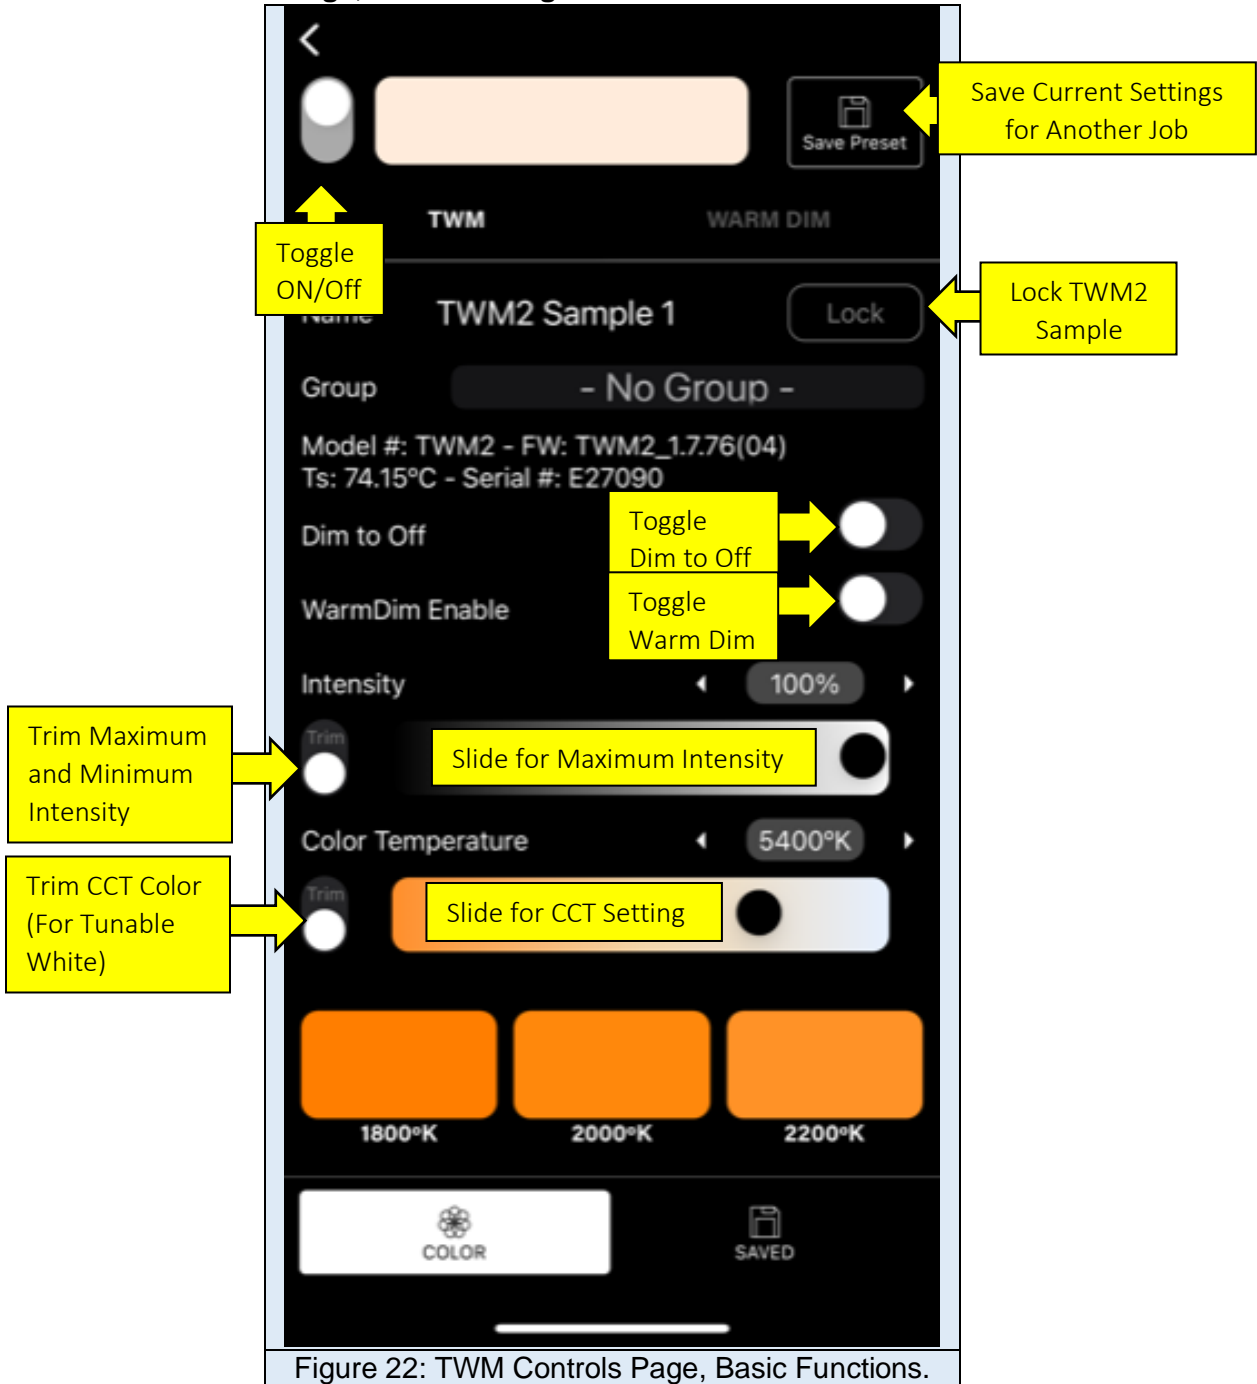 Save Current Settings
for Another Job
Save Preset
TWM
WARM DIM
Toggle
ON/Off
TWM2 Sample 1
Lock
Lock TWM2
Sample
Group
- No Group -
Model #: TWM2 - FW: TWM2_1.7.76(04)
Ts: 74.15°C - Serial #: E27090
Dim to Off
Toggle
Dim to Off
WarmDim Enable
Toggle
Warm Dim
Intensity
100%
Trim Maximum
and Minimum
Intensity
Trim
Slide for Maximum Intensity
Color Temperature
5400°K
Trim CCT Color
(For Tunable
White)
Trim
Slide for CCT Setting
1800°K
2000°K
2200°K
COLOR
SAVED
Figure 22: TWM Controls Page, Basic Functions.